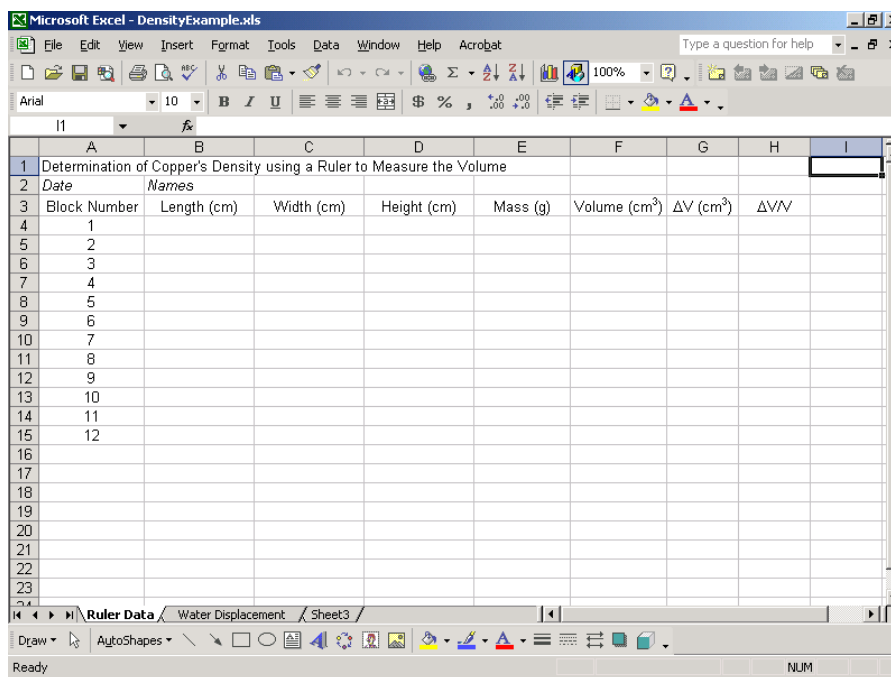 Microsoft Excel - DensityExample.xls
File Edit View Insert Format Tools Data Window Help Acrobat Type a question for help
100%
Arial 10 B I U $ % ,
I1 fx
A B C D E F G H I
1 Determination of Copper's Density using a Ruler to Measure the Volume
2 Date Names
3 Block Number Length (cm) Width (cm) Height (cm) Mass (g) Volume (cm³) ΔV (cm³) ΔV/V
4 1
5 2
6 3
7 4
8 5
9 6
10 7
11 8
12 9
13 10
14 11
15 12
16
17
18
19
20
21
22
23
24
Ruler Data Water Displacement Sheet3
Draw AutoShapes
Ready NUM